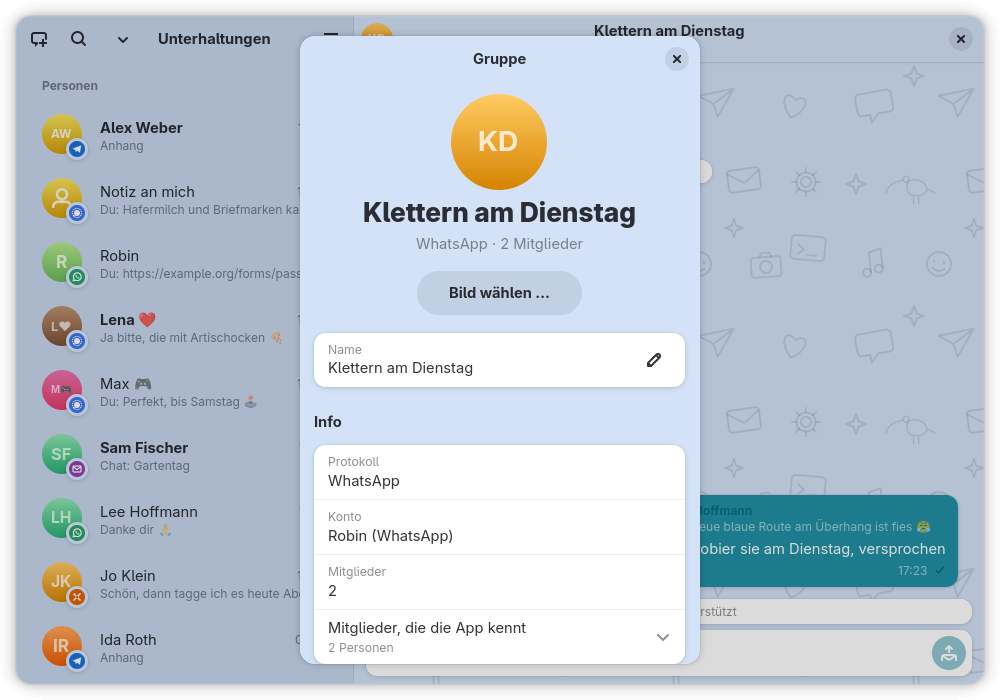 Unterhaltungen
Personen
AW
Alex Weber
Anhang
Notiz an mich
Du: Hafermilch und Briefmarken ka
R
Robin
Du: https://example.org/forms/pass
L❤
Lena ❤️
Ja bitte, die mit Artischocken 🍕
M🎮
Max 🎮
Du: Perfekt, bis Samstag 🕹️
SF
Sam Fischer
Chat: Gartentag
LH
Lee Hoffmann
Danke dir 🙏
JK
Jo Klein
Schön, dann tagge ich es heute Abe
IR
Ida Roth
Anhang
Klettern am Dienstag
Gruppe
KD
Klettern am Dienstag
WhatsApp · 2 Mitglieder
Bild wählen ...
Name
Klettern am Dienstag
Info
Protokoll
WhatsApp
Konto
Robin (WhatsApp)
Mitglieder
2
Mitglieder, die die App kennt
2 Personen
Hoffmann
eue blaue Route am Überhang ist fies 😤
obier sie am Dienstag, versprochen
17:23
rstützt